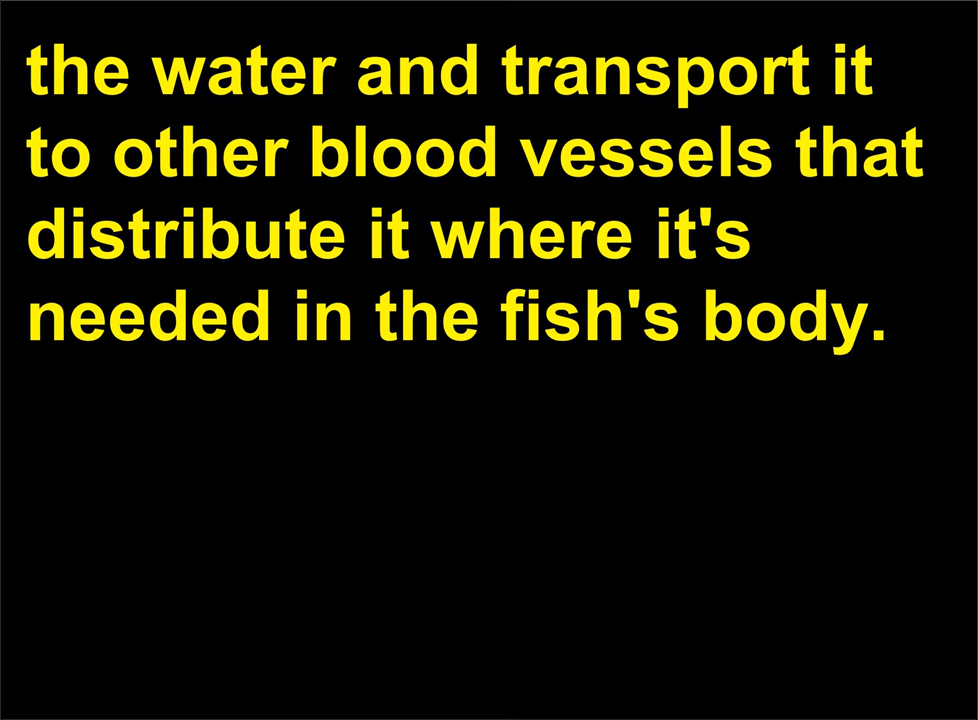 the water and transport it
to other blood vessels that
distribute it where it's
needed in the fish's body.